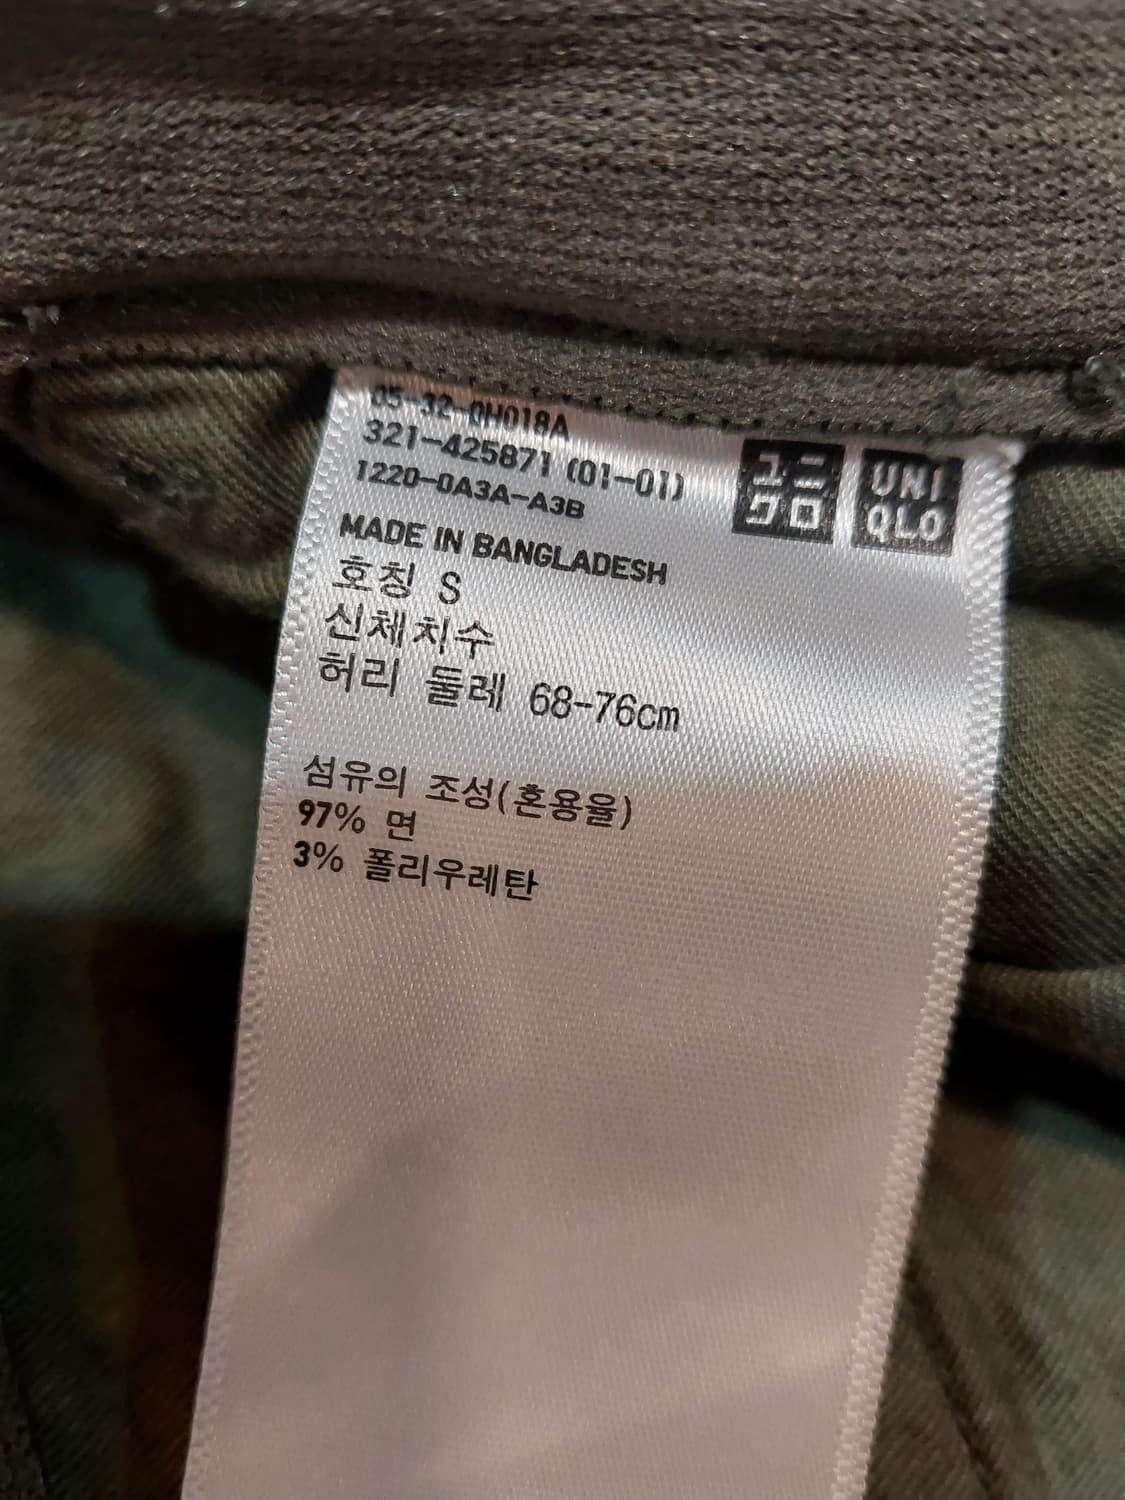 05-32-0H018A
321-425871 (01-01)
1220-0A3A-A3B
ユニクロ
UNIQLO
MADE IN BANGLADESH
호칭 S
신체치수
허리 둘레 68-76cm
섬유의 조성(혼용율)
97% 면
3% 폴리우레탄